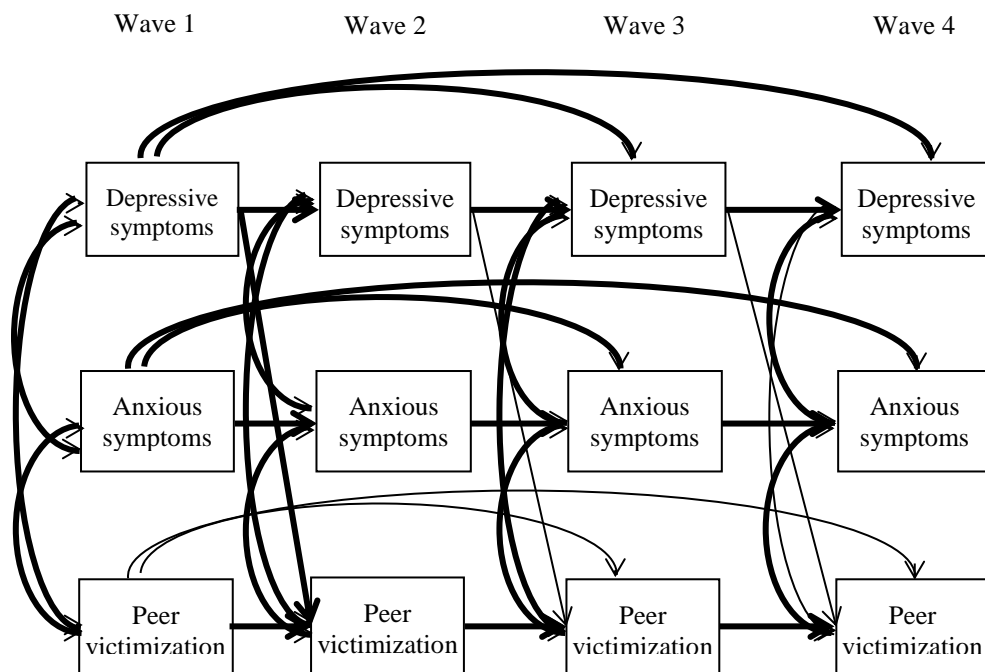 Wave 1
Wave 2
Wave 3
Wave 4
Depressive
symptoms
Depressive
symptoms
Depressive
symptoms
Depressive
symptoms
Anxious
symptoms
Anxious
symptoms
Anxious
symptoms
Anxious
symptoms
Peer
victimization
Peer
victimization
Peer
victimization
Peer
victimization